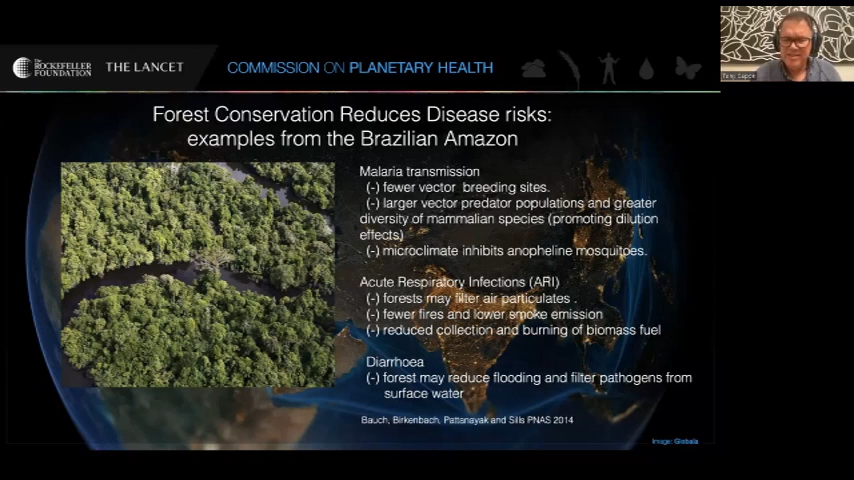 The
ROCKEFELLER
FOUNDATION
THE LANCET
COMMISSION ON PLANETARY HEALTH
Forest Conservation Reduces Disease risks:
examples from the Brazilian Amazon
Malaria transmission
(-) fewer vector breeding sites.
(-) larger vector predator populations and greater
diversity of mammalian species (promoting dilution
effects)
(-) microclimate inhibits anopheline mosquitoes.
Acute Respiratory Infections (ARI)
(-) forests may filter air particulates .
(-) fewer fires and lower smoke emission
(-) reduced collection and burning of biomass fuel
Diarrhoea
(-) forest may reduce flooding and filter pathogens from
surface water
Bauch, Birkenbach, Pattanayak and Sills PNAS 2014
Image: Globaïa
Tony Capon